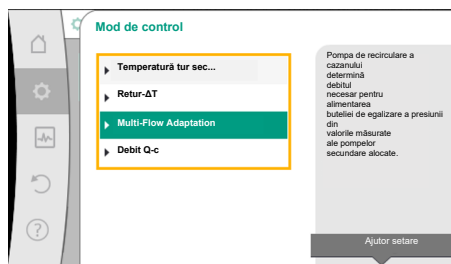 Mod de control
Temperatură tur sec...
Retur-ΔT
Multi-Flow Adaptation
Debit Q-c
Pompa de recirculare a
cazanului
determină
debitul
necesar pentru
alimentarea
buteliei de egalizare a presiunii
din
valorile măsurate
ale pompelor
secundare alocate.
Ajutor setare
?